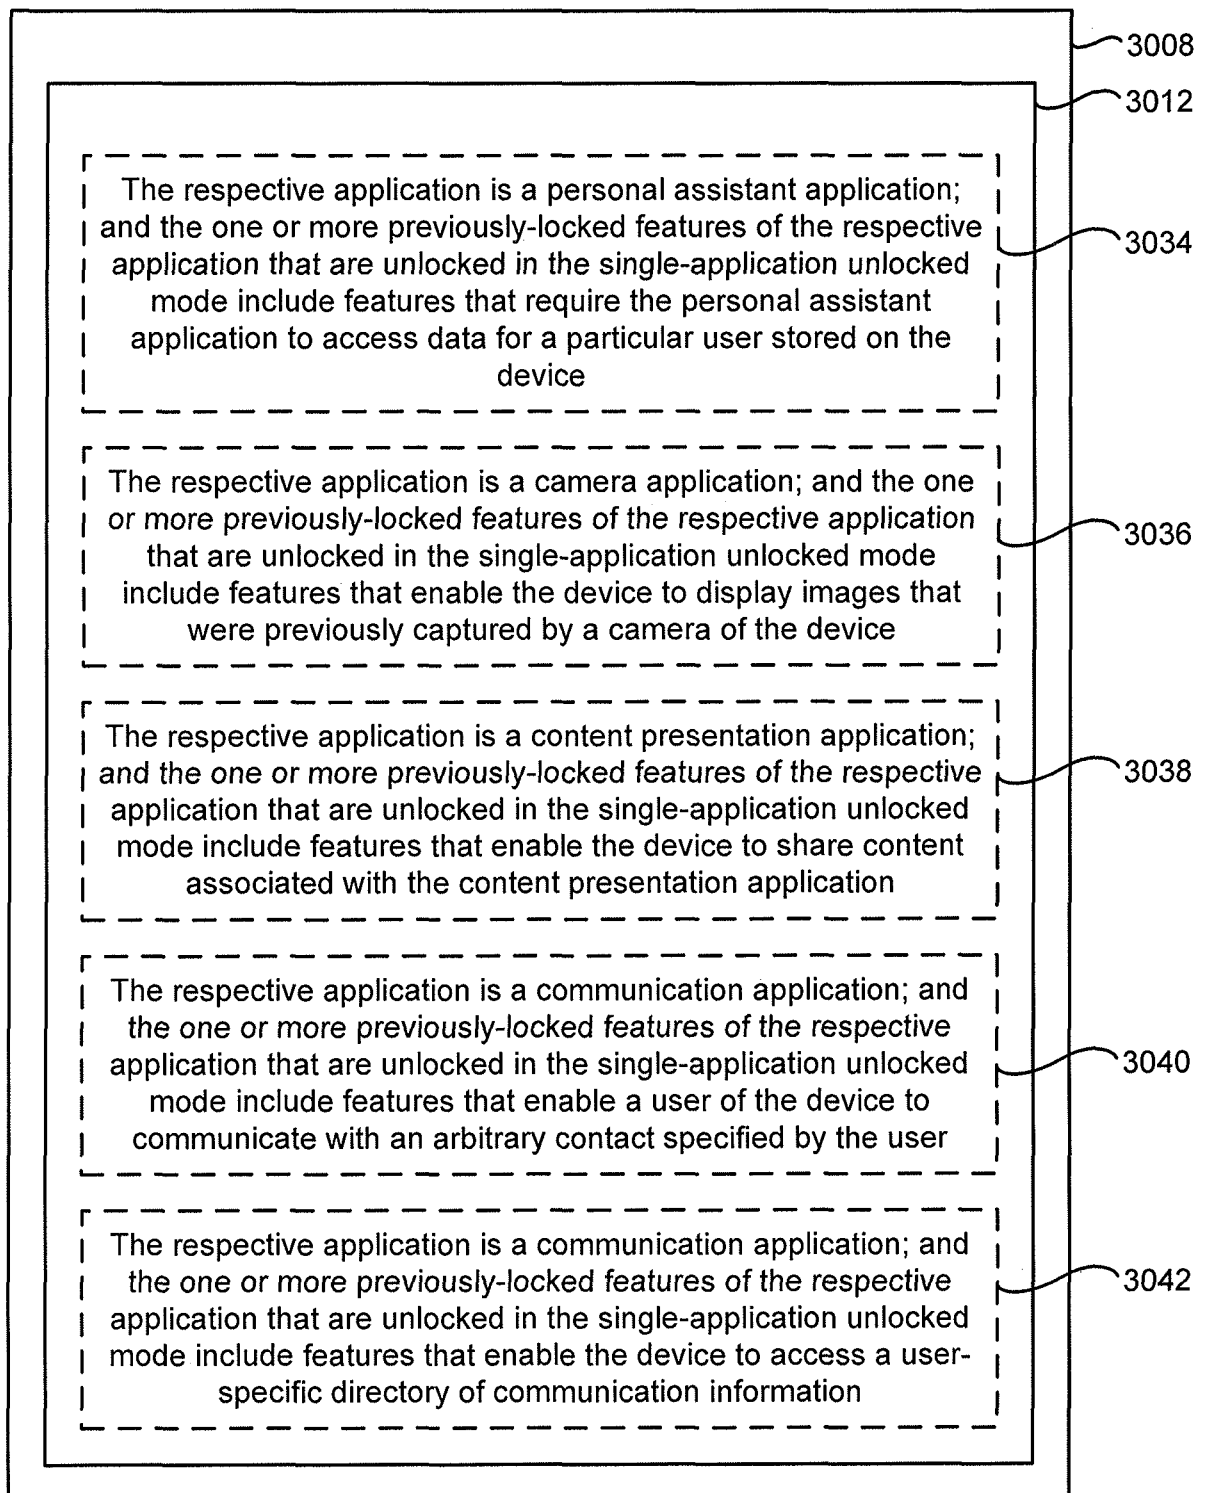 3008
3012
The respective application is a personal assistant application;
and the one or more previously-locked features of the respective
application that are unlocked in the single-application unlocked
mode include features that require the personal assistant
application to access data for a particular user stored on the
device
3034
The respective application is a camera application; and the one
or more previously-locked features of the respective application
that are unlocked in the single-application unlocked mode
include features that enable the device to display images that
were previously captured by a camera of the device
3036
The respective application is a content presentation application;
and the one or more previously-locked features of the respective
application that are unlocked in the single-application unlocked
mode include features that enable the device to share content
associated with the content presentation application
3038
The respective application is a communication application; and
the one or more previously-locked features of the respective
application that are unlocked in the single-application unlocked
mode include features that enable a user of the device to
communicate with an arbitrary contact specified by the user
3040
The respective application is a communication application; and
the one or more previously-locked features of the respective
application that are unlocked in the single-application unlocked
mode include features that enable the device to access a user-
specific directory of communication information
3042